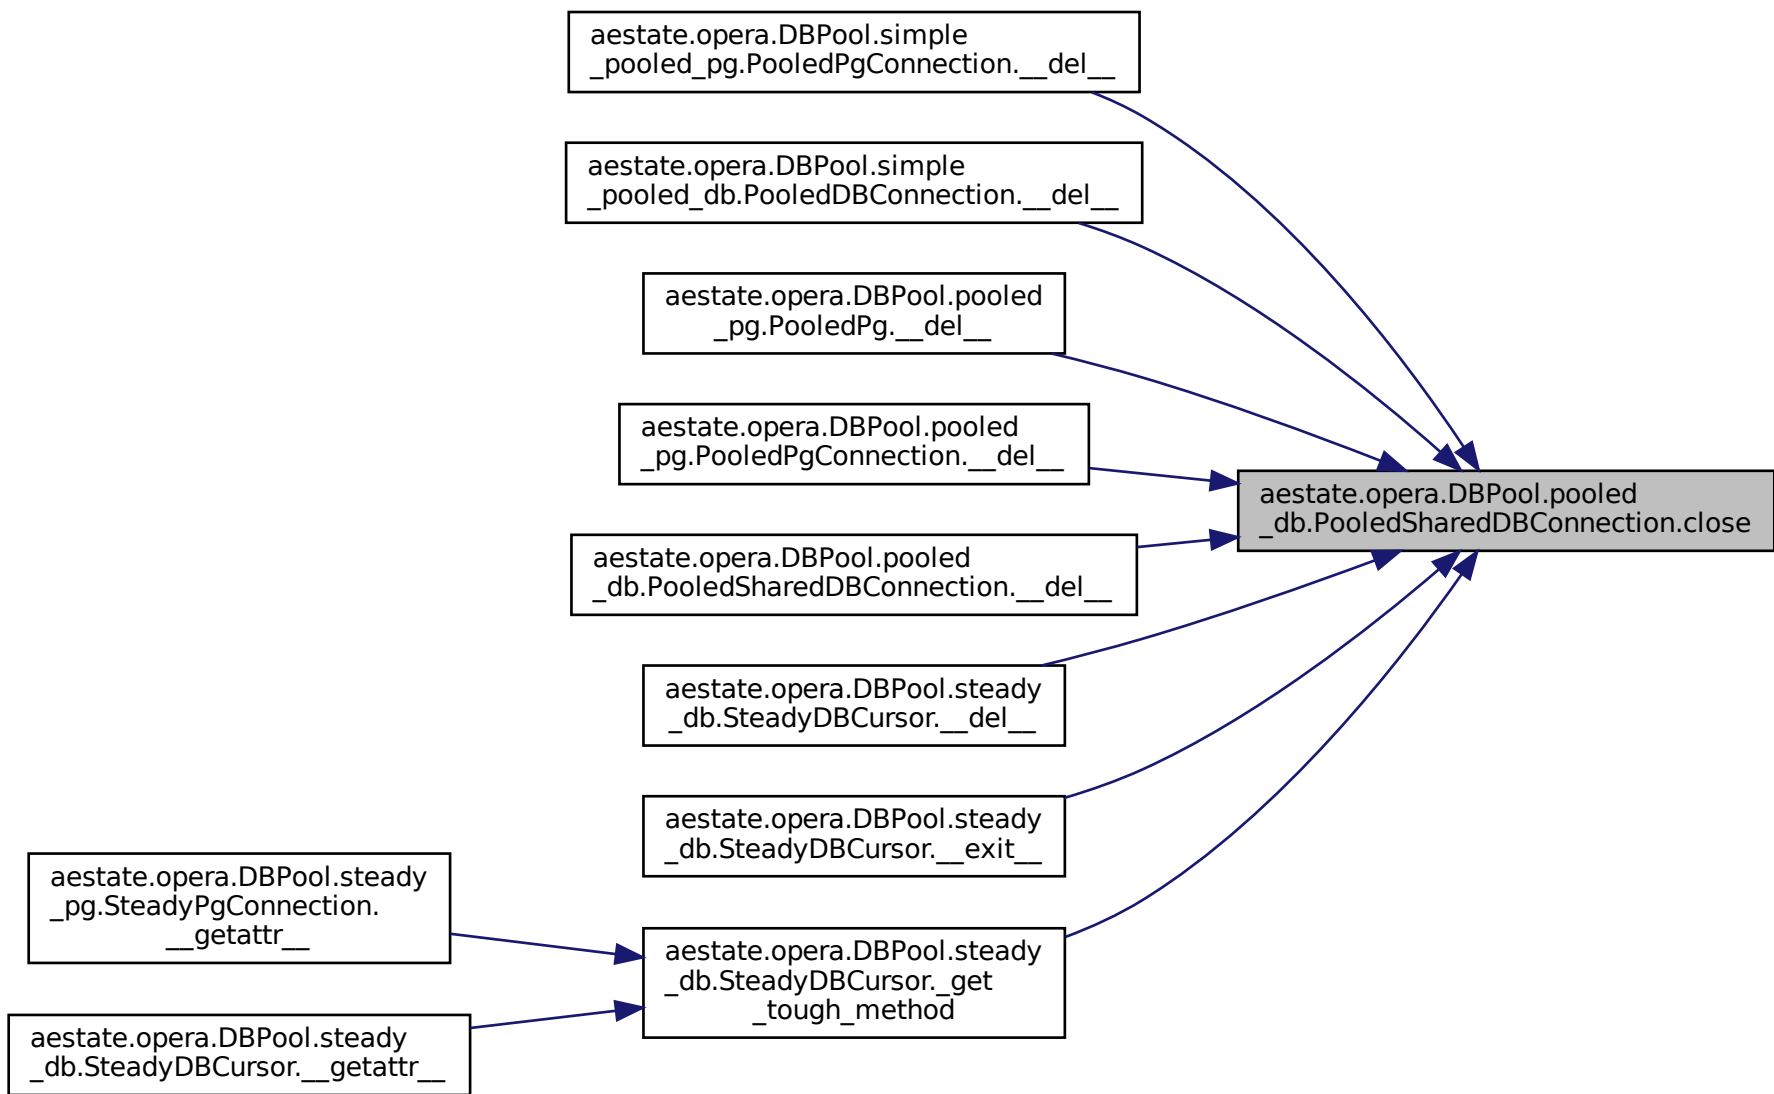 aestate.opera.DBPool.simple
_pooled_pg.PooledPgConnection.__del__
aestate.opera.DBPool.simple
_pooled_db.PooledDBConnection.__del__
aestate.opera.DBPool.pooled
_pg.PooledPg.__del__
aestate.opera.DBPool.pooled
_pg.PooledPgConnection.__del__
aestate.opera.DBPool.pooled
_db.PooledSharedDBConnection.close
aestate.opera.DBPool.pooled
_db.PooledSharedDBConnection.__del__
aestate.opera.DBPool.steady
_db.SteadyDBCursor.__del__
aestate.opera.DBPool.steady
_db.SteadyDBCursor.__exit__
aestate.opera.DBPool.steady
_pg.SteadyPgConnection.
__getattr__
aestate.opera.DBPool.steady
_db.SteadyDBCursor._get
_tough_method
aestate.opera.DBPool.steady
_db.SteadyDBCursor.__getattr__